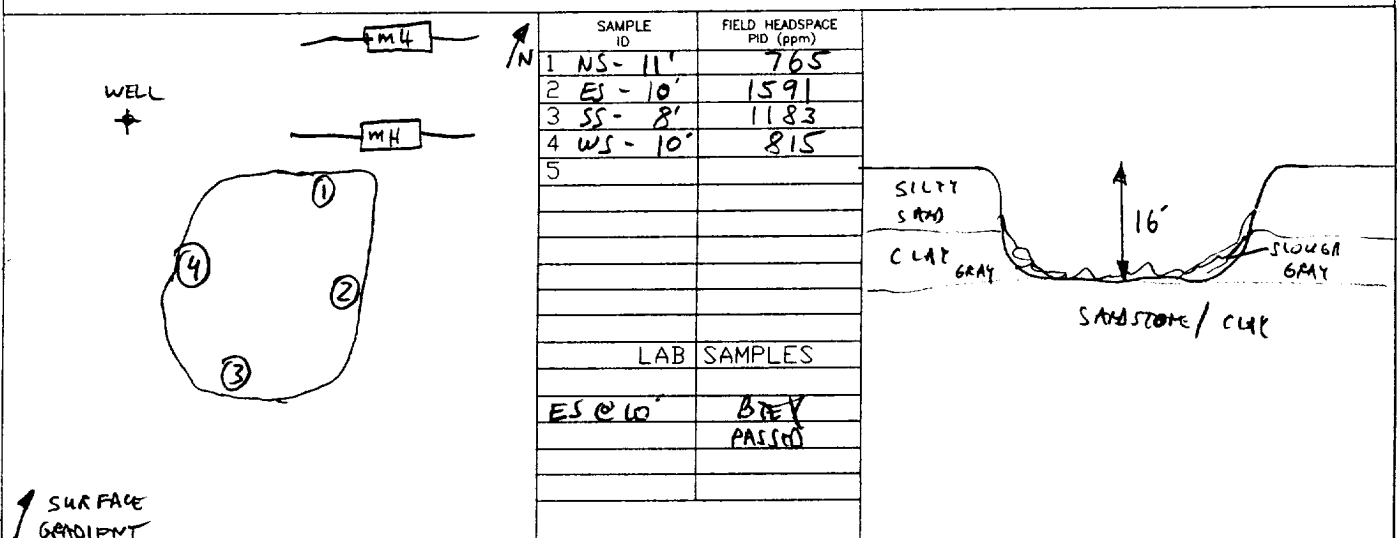 mH
N
WELL
mH
1
4
2
3
SURFACE
GRADIENT
SAMPLE ID FIELD HEADSPACE PID (ppm)
1 NS - 11' 765
2 ES - 10' 1591
3 SS - 8' 1183
4 WS - 10' 815
5
LAB SAMPLES
ES @ 10' BTEX
PASSED
SILTY
SAND
16'
CLAY
GRAY
SLOUGH
GRAY
SANDSTONE / CLAY